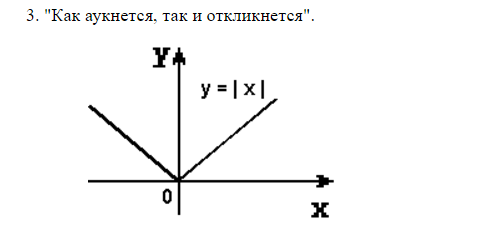 3. "Как аукнется, так и откликнется".
Y
y = | x |
0
X